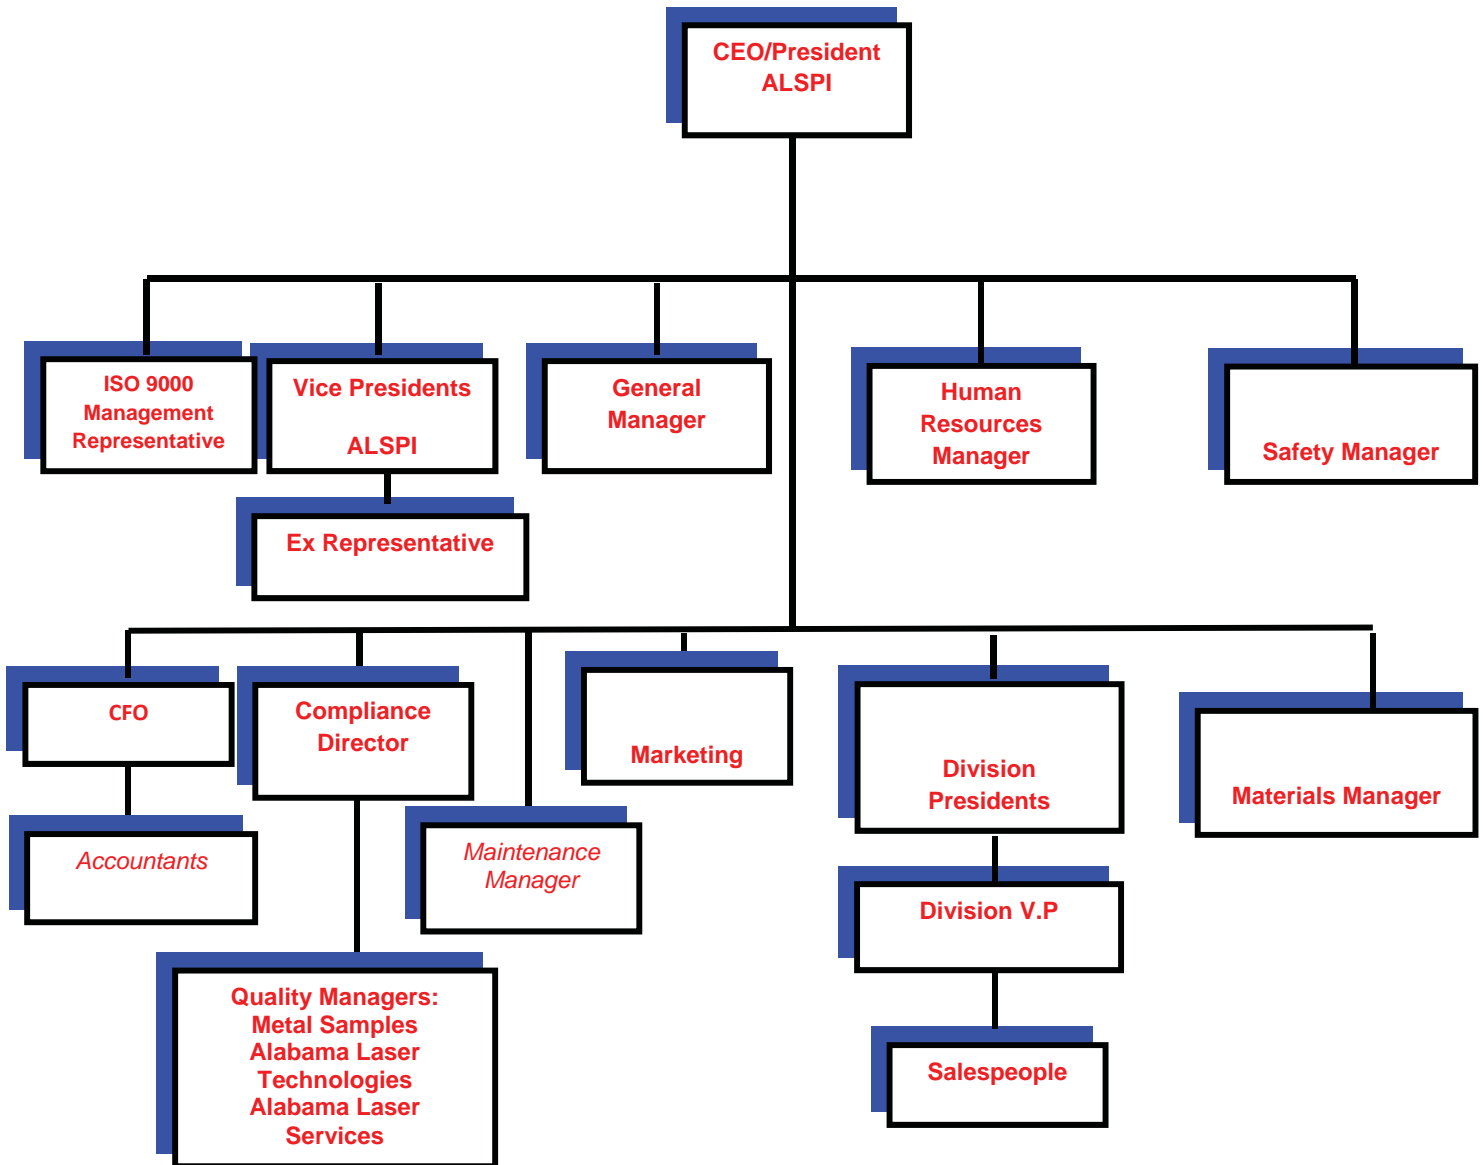 CEO/President
ALSPI
ISO 9000
Management
Representative
Vice Presidents
ALSPI
General
Manager
Human
Resources
Manager
Safety Manager
Ex Representative
CFO
Compliance
Director
Marketing
Division
Presidents
Materials Manager
Accountants
Maintenance
Manager
Division V.P
Quality Managers:
Metal Samples
Alabama Laser
Technologies
Alabama Laser
Services
Salespeople